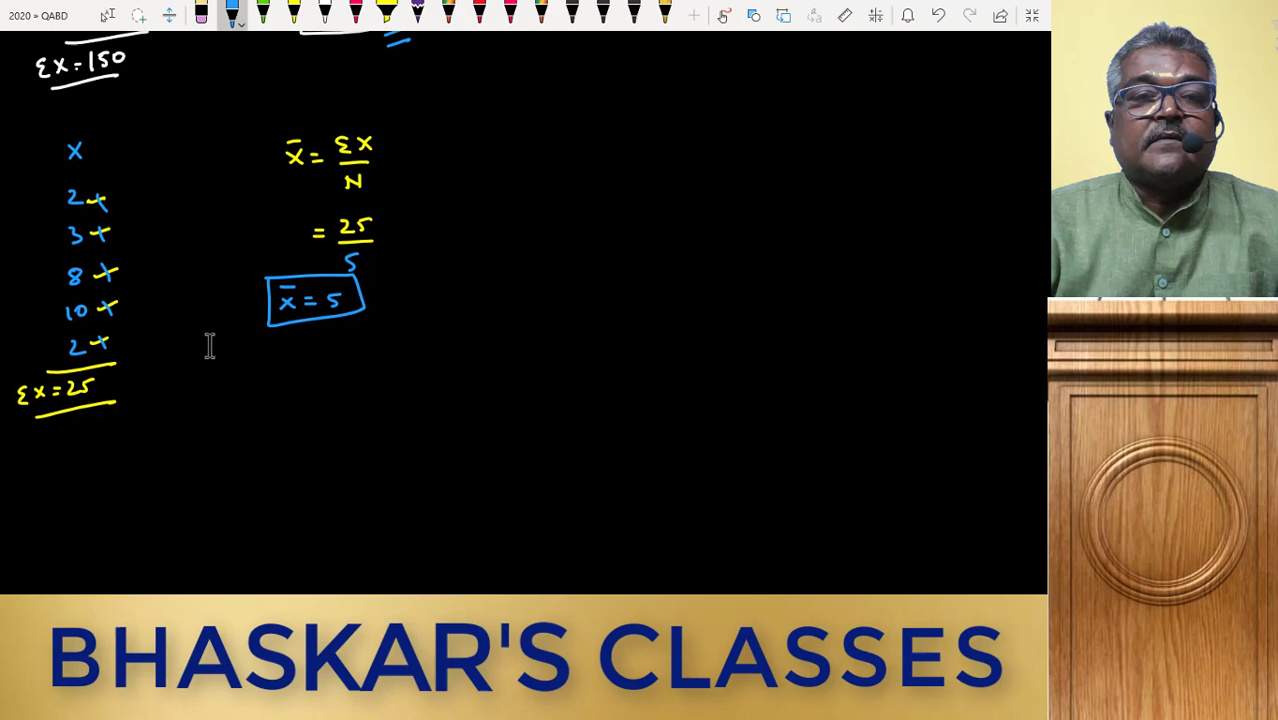 2020 » QABD
Σx=150
x
2 +
3 +
8 +
10 +
2 +
Σx=25
x̄ = Σx
N
= 25
5
x̄ = 5
BHASKAR'S CLASSES